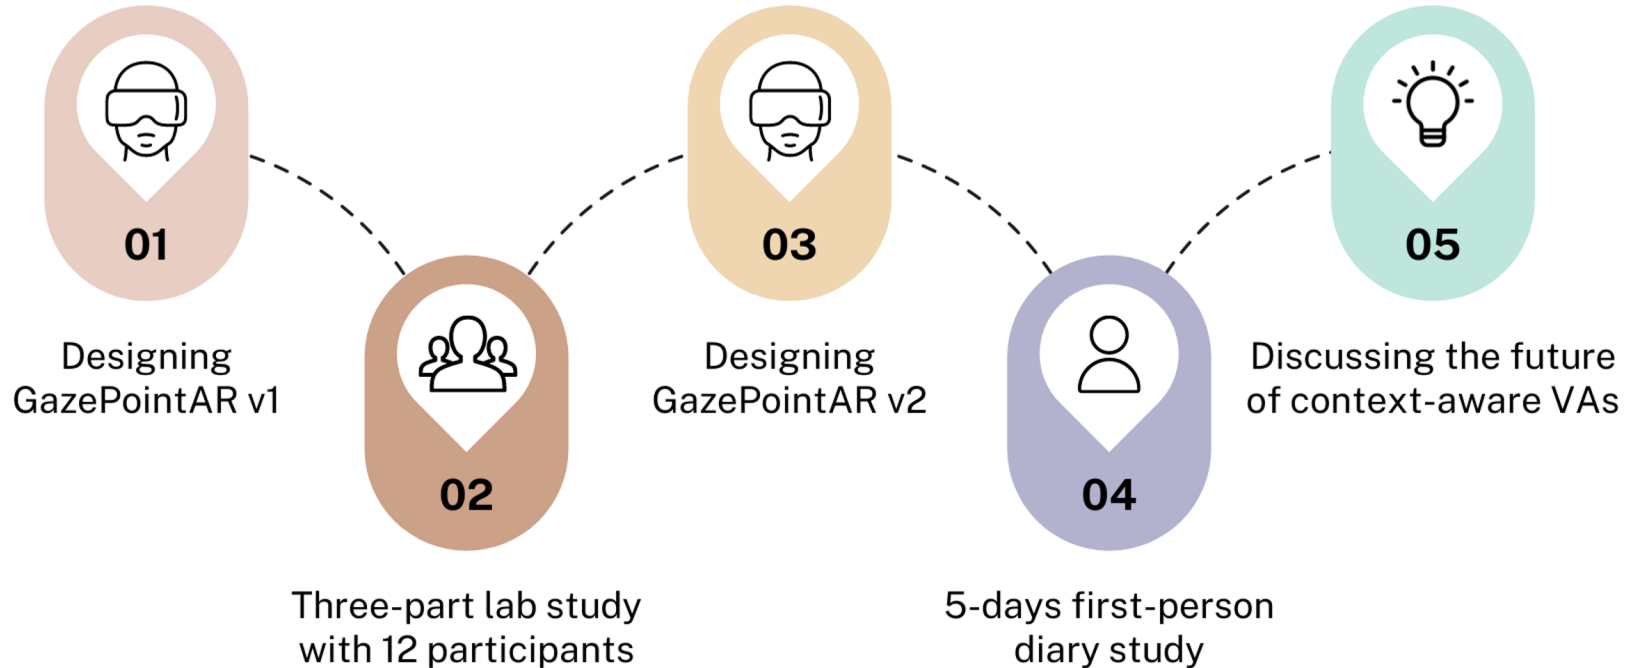 01
Designing
GazePointAR v1
02
Three-part lab study
with 12 participants
03
Designing
GazePointAR v2
04
5-days first-person
diary study
05
Discussing the future
of context-aware VAs